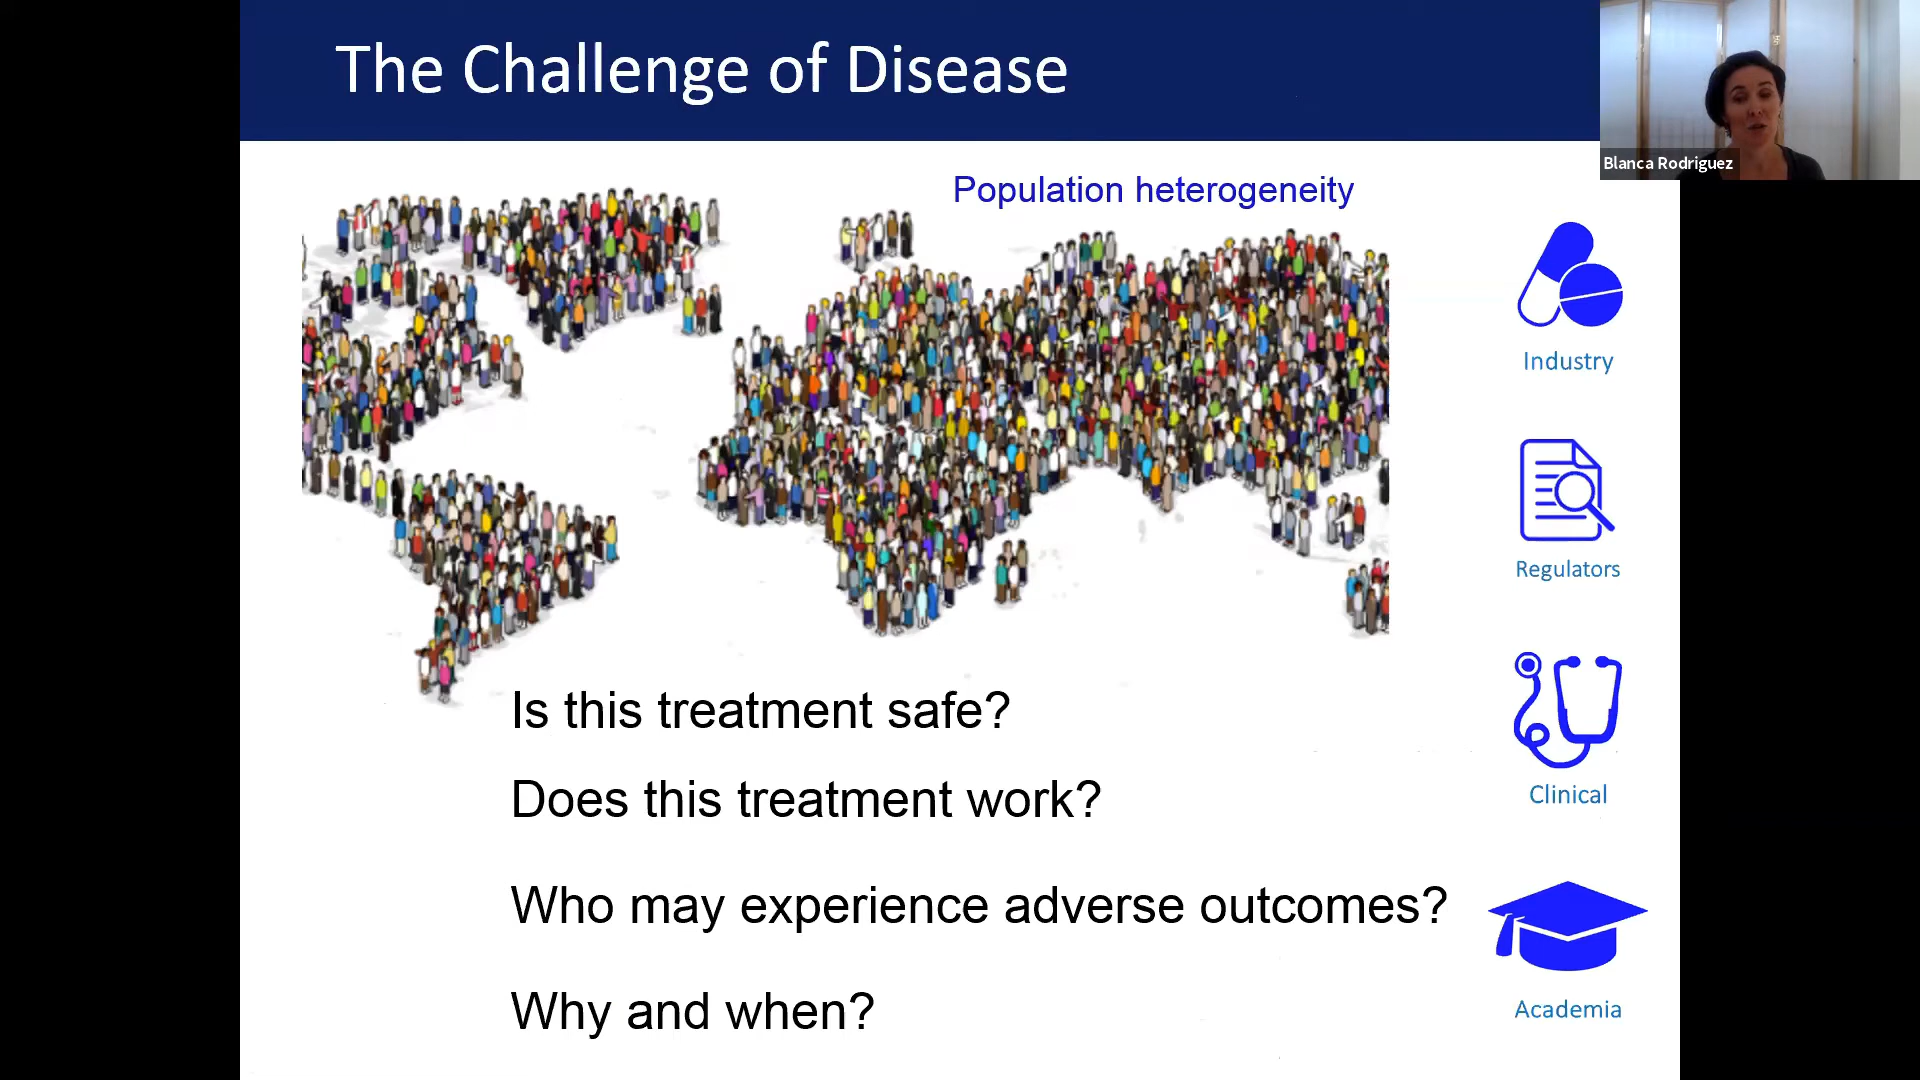 The Challenge of Disease
Blanca Rodriguez
Population heterogeneity
Industry
Regulators
Is this treatment safe?
Does this treatment work?
Clinical
Who may experience adverse outcomes?
Why and when?
Academia